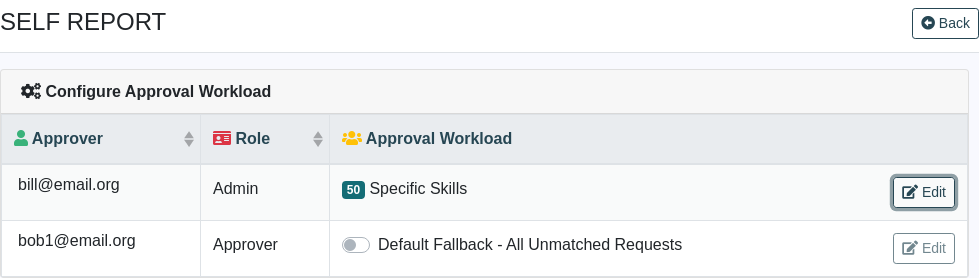 SELF REPORT
Back
Configure Approval Workload
Approver Role Approval Workload
bill@email.org Admin 50 Specific Skills Edit
bob1@email.org Approver Default Fallback - All Unmatched Requests Edit